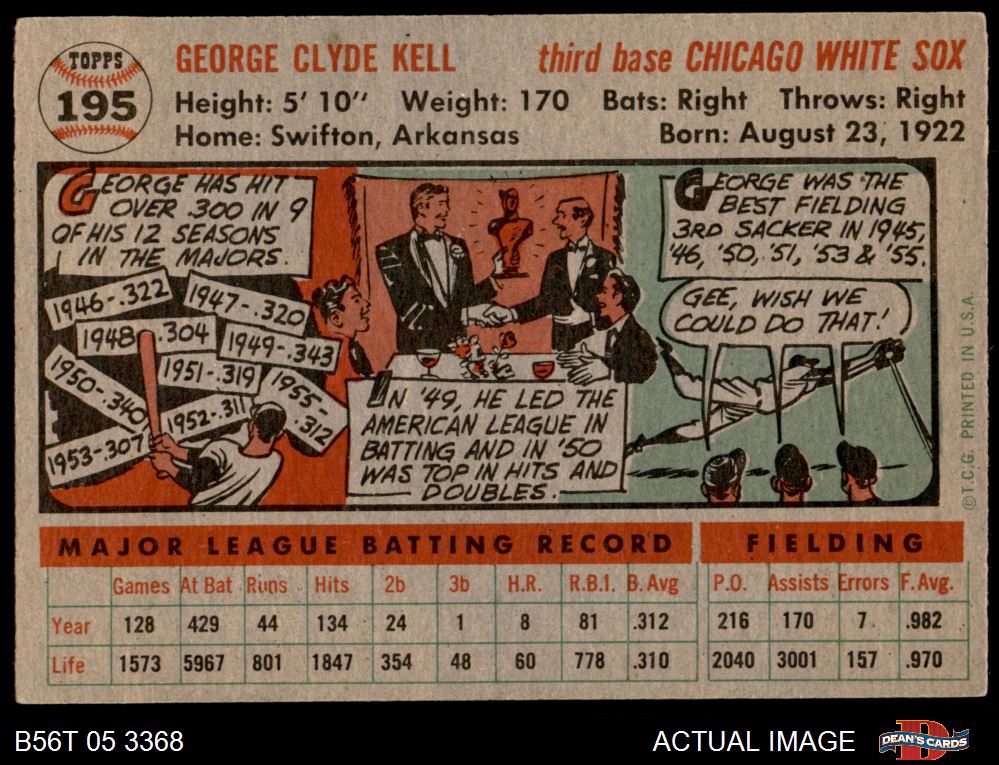 TOPPS
195
GEORGE CLYDE KELL third base CHICAGO WHITE SOX
Height: 5' 10" Weight: 170 Bats: Right Throws: Right
Home: Swifton, Arkansas Born: August 23, 1922
GEORGE HAS HIT
OVER .300 IN 9
OF HIS 12 SEASONS
IN THE MAJORS.
1946-.322
1947-.320
1948-.304
1949-.343
1950-.340
1951-.319
1952-.311
1953-.307
1955-.312
IN '49, HE LED THE
AMERICAN LEAGUE IN
BATTING AND IN '50
WAS TOP IN HITS AND
DOUBLES.
GEORGE WAS THE
BEST FIELDING
3RD SACKER IN 1945,
'46, '50, '51, '53 & '55.
GEE, WISH WE
COULD DO THAT!
©T.C.G. PRINTED IN U.S.A.
MAJOR LEAGUE BATTING RECORD FIELDING
Games At Bat Runs Hits 2b 3b H.R. R.B.I. B. Avg P.O. Assists Errors F. Avg.
Year 128 429 44 134 24 1 8 81 .312 216 170 7 .982
Life 1573 5967 801 1847 354 48 60 778 .310 2040 3001 157 .970
B56T 05 3368 ACTUAL IMAGE
D
DEAN'S CARDS